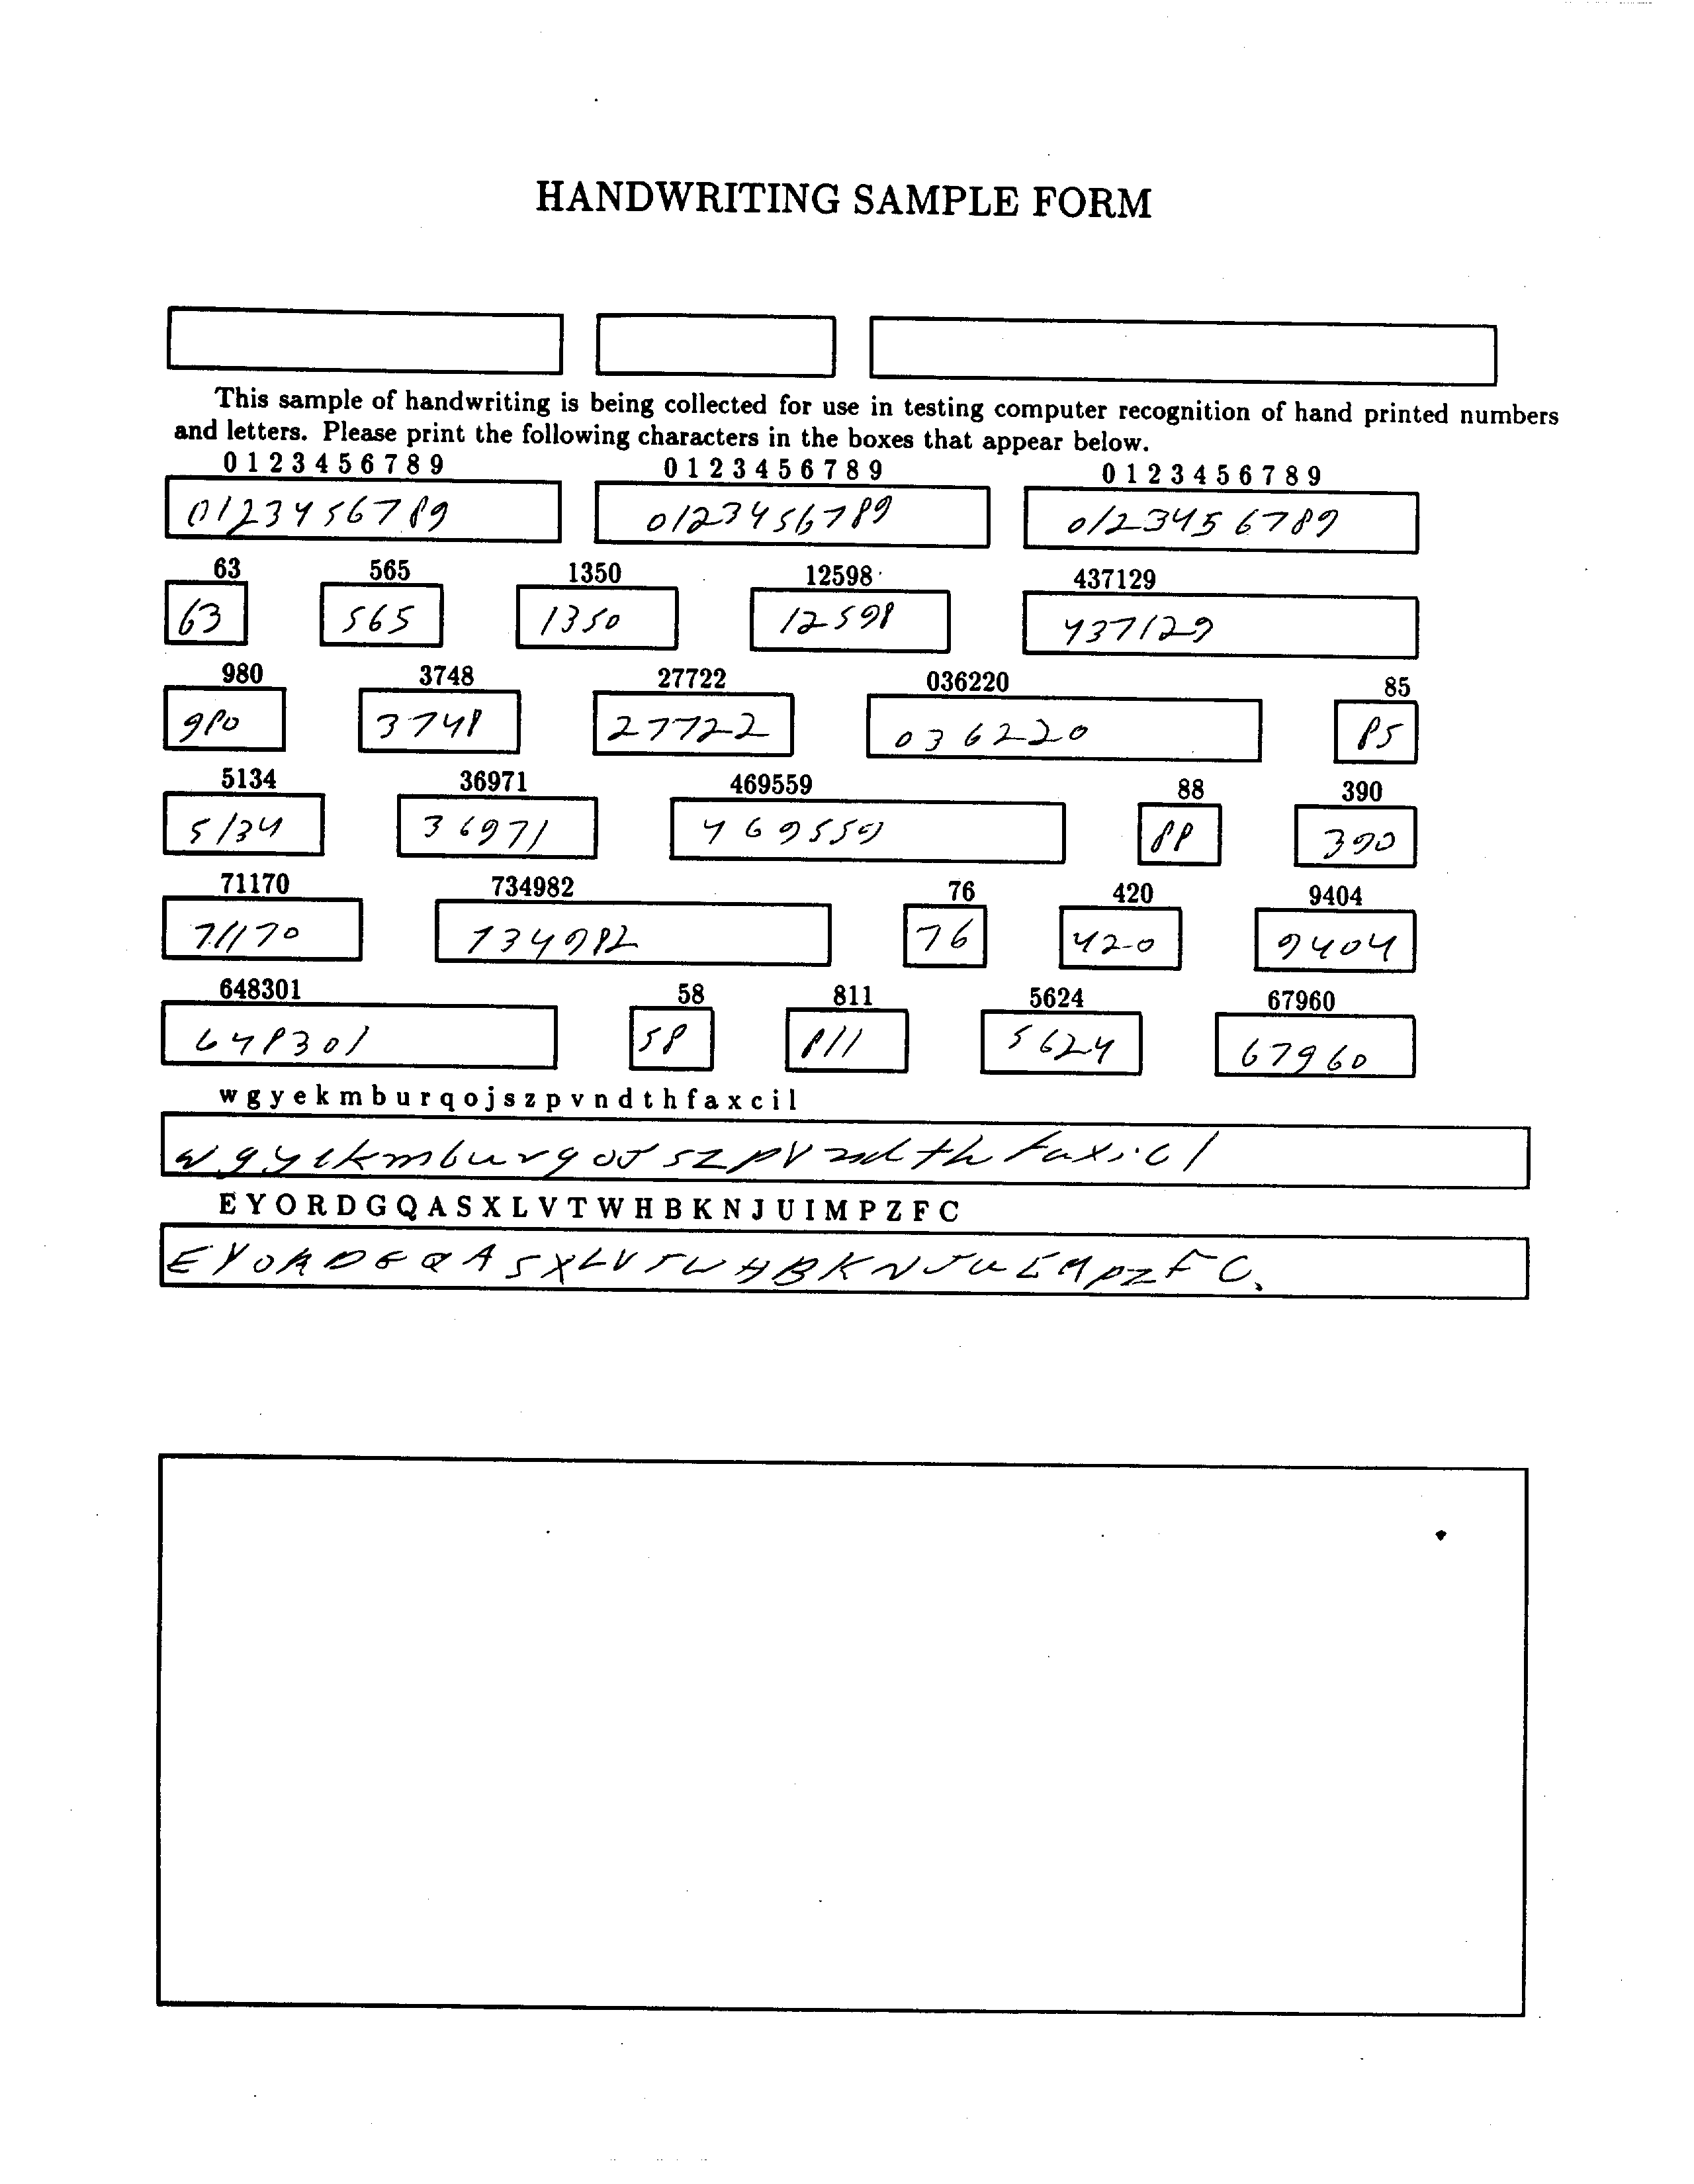 HANDWRITING SAMPLE FORM
This sample of handwriting is being collected for use in testing computer recognition of hand printed numbers
and letters. Please print the following characters in the boxes that appear below.
0 1 2 3 4 5 6 7 8 9 0 1 2 3 4 5 6 7 8 9 0 1 2 3 4 5 6 7 8 9
0123456789 0123456789 0123456789
63 565 1350 12598 437129
63 565 1350 12598 437129
980 3748 27722 036220 85
980 3748 27722 036220 85
5134 36971 469559 88 390
5134 36971 469559 88 390
71170 734982 76 420 9404
71170 734982 76 420 9404
648301 58 811 5624 67960
648301 58 811 5624 67960
w g y e k m b u r q o j s z p v n d t h f a x c i l
w g y e k m b u r q o J s z p v n d t h f a x i c l
E Y O R D G Q A S X L V T W H B K N J U I M P Z F C
E Y O R D G Q A S X L V T W H B K N J U I M P Z F C.